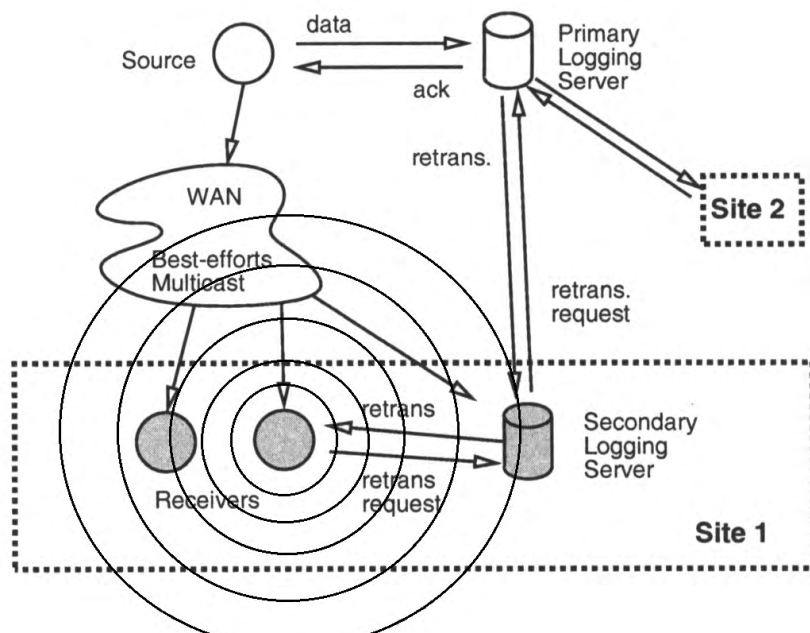 data
Source
ack
Primary
Logging
Server
retrans.
WAN
Site 2
Best-efforts
Multicast
retrans.
request
retrans
Secondary
Logging
Server
Receivers
retrans
request
Site 1